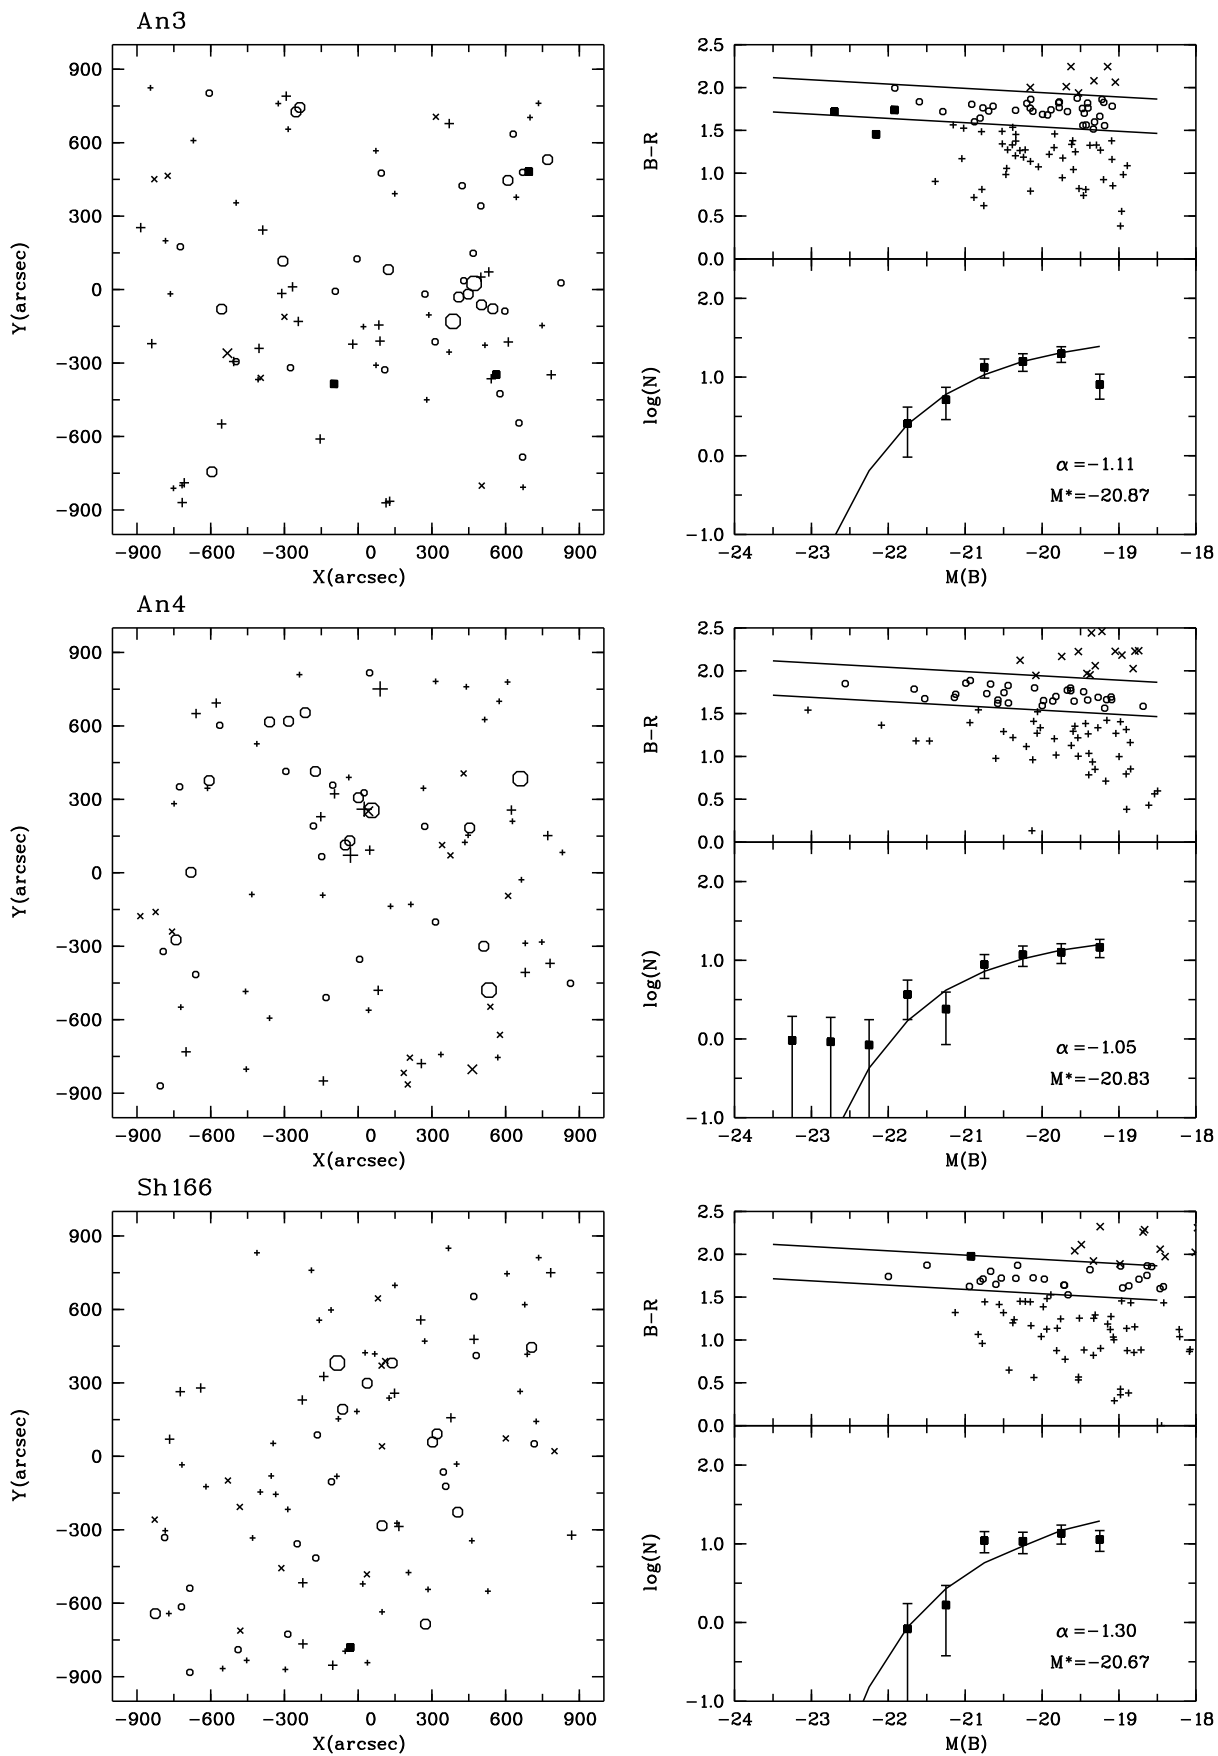 An3
900
600
300
0
−300
−600
−900
Y(arcsec)
−900 −600 −300 0 300 600 900
X(arcsec)
2.5
2.0
1.5
1.0
0.5
0.0
B−R
2.0
1.0
0.0
−1.0
log(N)
α=−1.11
M*=−20.87
−24 −23 −22 −21 −20 −19 −18
M(B)
An4
900
600
300
0
−300
−600
−900
Y(arcsec)
−900 −600 −300 0 300 600 900
X(arcsec)
2.5
2.0
1.5
1.0
0.5
0.0
B−R
2.0
1.0
0.0
−1.0
log(N)
α=−1.05
M*=−20.83
−24 −23 −22 −21 −20 −19 −18
M(B)
Sh166
900
600
300
0
−300
−600
−900
Y(arcsec)
−900 −600 −300 0 300 600 900
X(arcsec)
2.5
2.0
1.5
1.0
0.5
0.0
B−R
2.0
1.0
0.0
−1.0
log(N)
α=−1.30
M*=−20.67
−24 −23 −22 −21 −20 −19 −18
M(B)